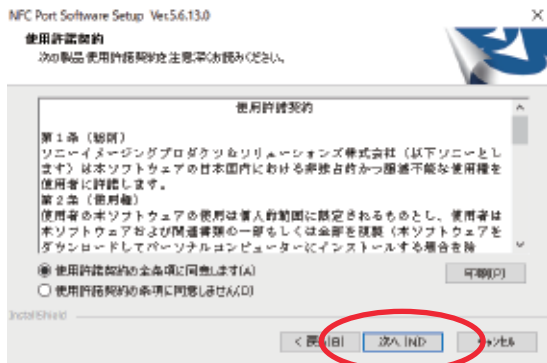 NFC Port Software Setup Ver.5.6.13.0
使用許諾契約
次の製品使用許諾契約を注意深くお読みください。
使用許諾契約
第１条（総則）
ソニーイメージングプロダクツ&ソリューションズ株式会社（以下ソニーとし
ます）は本ソフトウェアの日本国内における非独占的かつ譲渡不能な使用権を
使用者に許諾します。
第２条（使用権）
使用者の本ソフトウェアの使用は個人的範囲に限定されるものとし、使用者は
本ソフトウェアおよび関連書類の一部もしくは全部を複製（本ソフトウェアを
ダウンロードしてパーソナルコンピューターにインストールする場合を除
使用許諾契約の全条項に同意します(A)
印刷(P)
使用許諾契約の条項に同意しません(D)
InstallShield
< 戻る(B) 次へ(N)> キャンセル